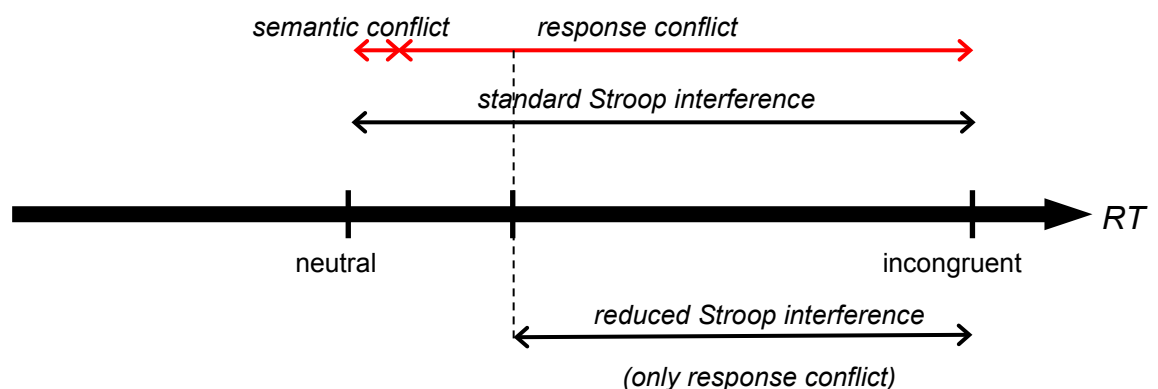 semantic conflict response conflict
standard Stroop interference
RT
neutral incongruent
reduced Stroop interference
(only response conflict)